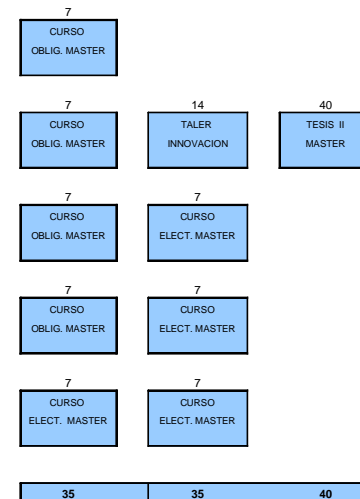 7
CURSO
OBLIG. MASTER
7 14 40
CURSO TALER TESIS II
OBLIG. MASTER INNOVACION MASTER
7 7
CURSO CURSO
OBLIG. MASTER ELECT. MASTER
7 7
CURSO CURSO
OBLIG. MASTER ELECT. MASTER
7 7
CURSO CURSO
ELECT. MASTER ELECT. MASTER
35 35 40